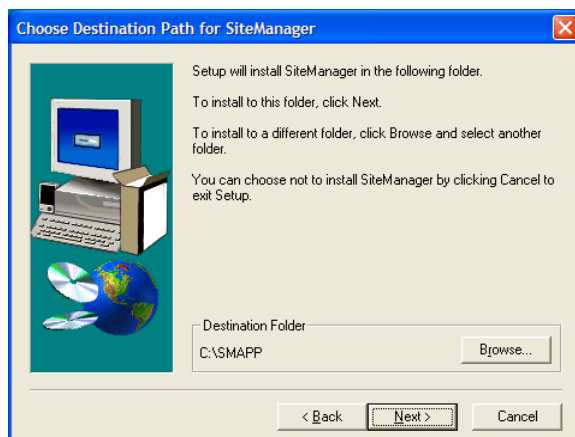 Choose Destination Path for SiteManager
Setup will install SiteManager in the following folder.
To install to this folder, click Next.
To install to a different folder, click Browse and select another
folder.
You can choose not to install SiteManager by clicking Cancel to
exit Setup.
Destination Folder
C:\SMAPP
Browse...
< Back
Next >
Cancel